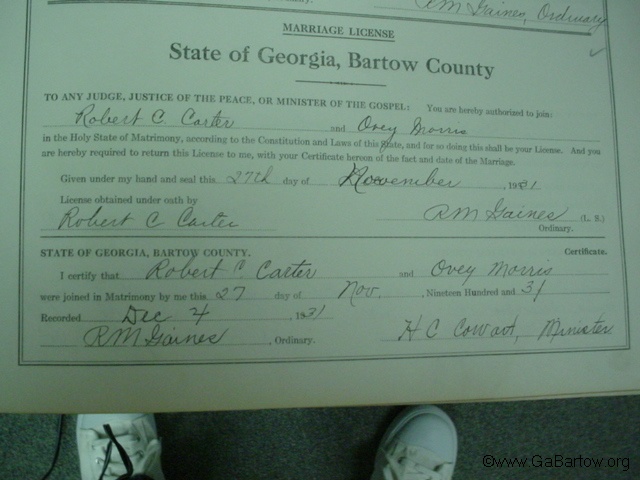 RM Gaines, Ordinary
MARRIAGE LICENSE
State of Georgia, Bartow County
TO ANY JUDGE, JUSTICE OF THE PEACE, OR MINISTER OF THE GOSPEL: You are hereby authorized to join:
Robert C. Carter and Ovey Morris
in the Holy State of Matrimony, according to the Constitution and Laws of this State, and for so doing this shall be your License. And you
are hereby required to return this License to me, with your Certificate hereon of the fact and date of the Marriage.
Given under my hand and seal this 27th day of November, 1931
License obtained under oath by
Robert C Carter RM Gaines (L. S.)
Ordinary.
STATE OF GEORGIA, BARTOW COUNTY. Certificate.
I certify that Robert C Carter and Ovey Morris
were joined in Matrimony by me this 27 day of Nov., Nineteen Hundred and 31
Recorded Dec 4, 1931
RM Gaines, Ordinary. H C Cowart, Minister
©www.GaBartow.org